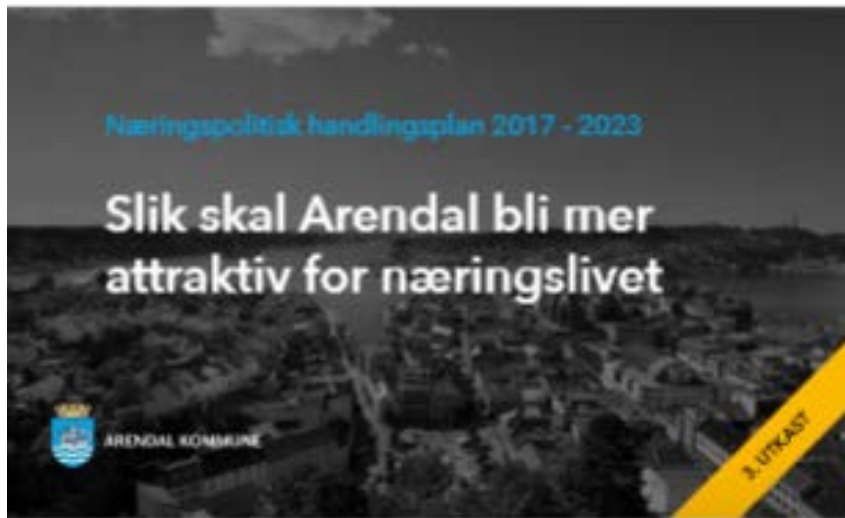 Næringspolitisk handlingsplan 2017 - 2023
Slik skal Arendal bli mer
attraktiv for næringslivet
ARENDAL KOMMUNE
3. UTKAST